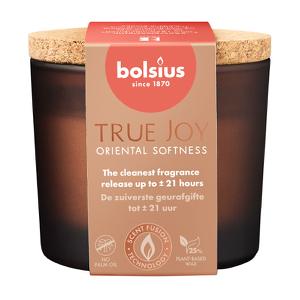 bolsius
since 1870
TRUE JOY
ORIENTAL SOFTNESS
The cleanest fragrance
release up to ± 21 hours
De zuiverste geurafgifte
tot ± 21 uur
NO
PALM OIL
SCENT FUSION
TECHNOLOGY
25%
PLANT-BASED
WAX